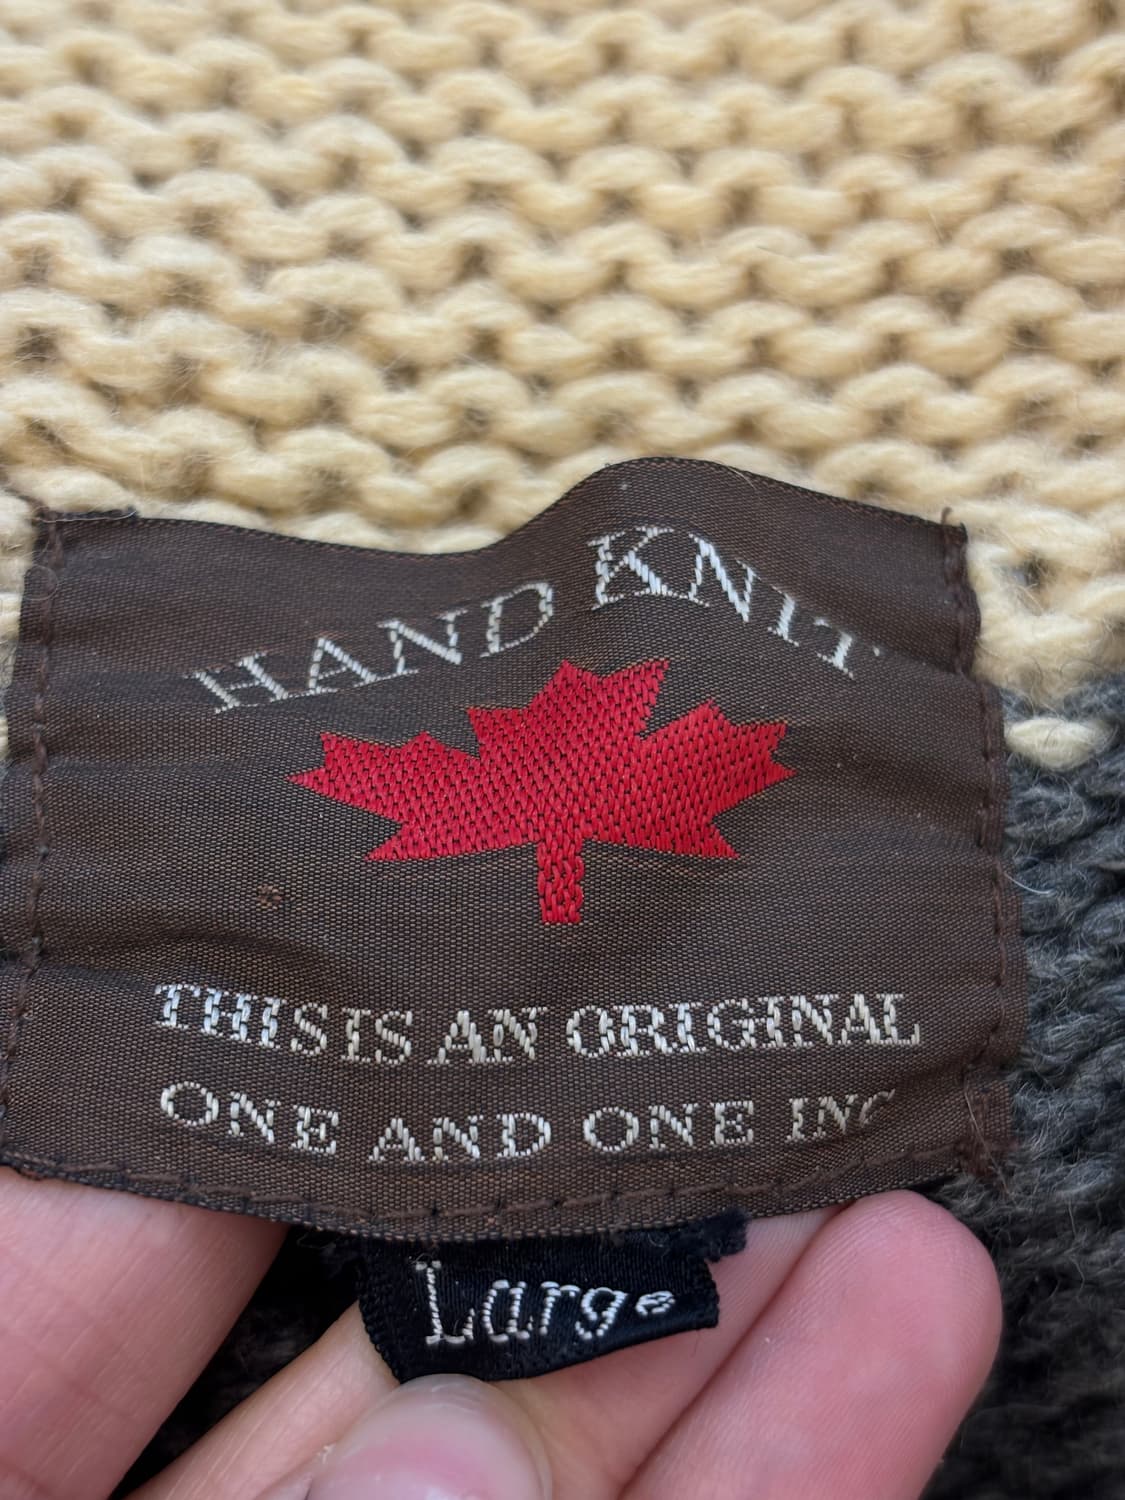 HAND KNIT
THIS IS AN ORIGINAL
ONE AND ONE INC
Large